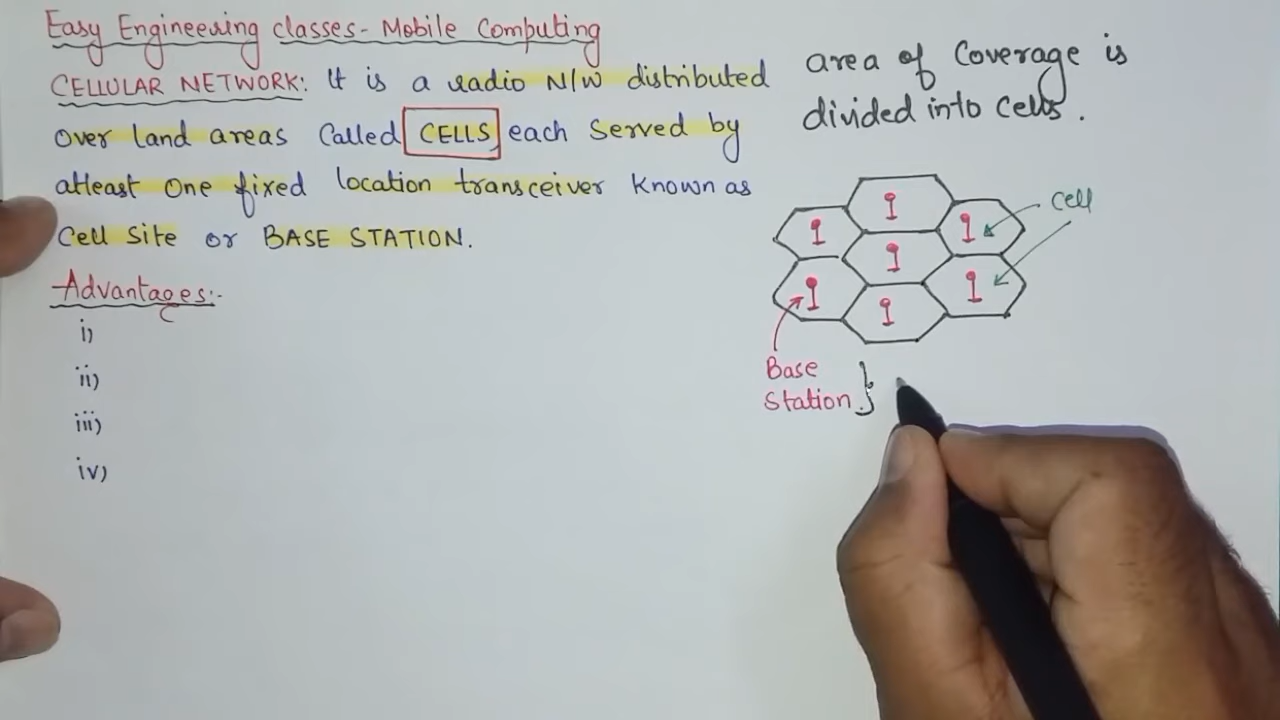 Easy Engineering classes - Mobile Computing
CELLULAR NETWORK: It is a radio N/W distributed
over land areas called CELLS each served by
atleast one fixed location transceiver known as
Cell Site or BASE STATION.
Advantages:-
i)
ii)
iii)
iv)
area of Coverage is
divided into cells.
cell
Base
Station